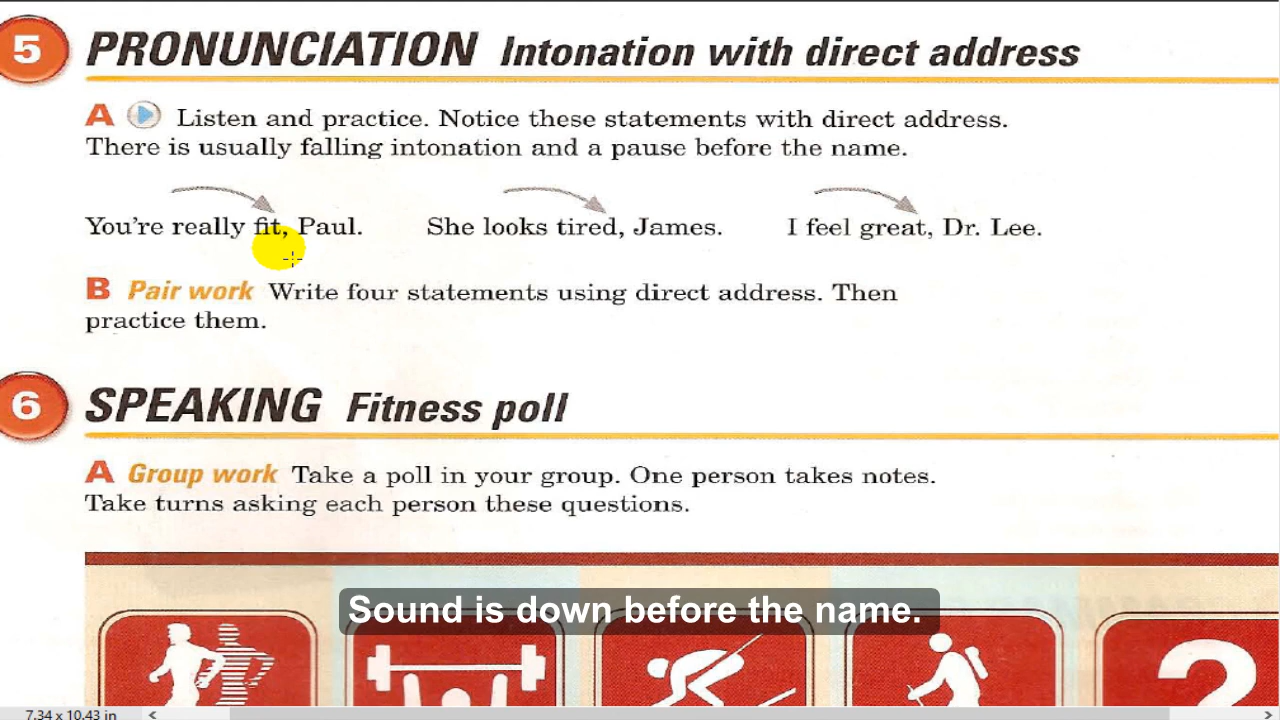 5 PRONUNCIATION Intonation with direct address
A Listen and practice. Notice these statements with direct address.
There is usually falling intonation and a pause before the name.
You're really fit, Paul. She looks tired, James. I feel great, Dr. Lee.
B Pair work Write four statements using direct address. Then
practice them.
6 SPEAKING Fitness poll
A Group work Take a poll in your group. One person takes notes.
Take turns asking each person these questions.
Sound is down before the name.
?
7.34 x 10.43 in